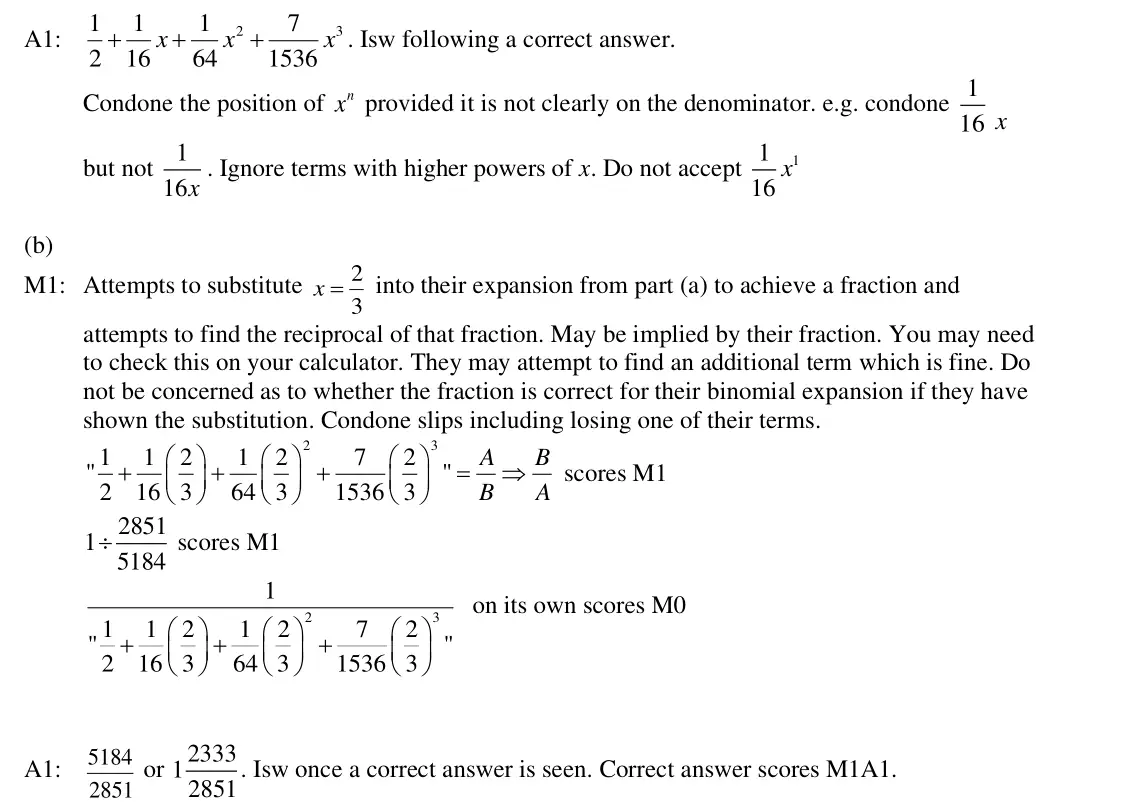 A1: 1/2 + 1/16 x + 1/64 x² + 7/1536 x³. Isw following a correct answer.
Condone the position of xⁿ provided it is not clearly on the denominator. e.g. condone 1/16 x
but not 1/16x. Ignore terms with higher powers of x. Do not accept 1/16 x¹
(b)
M1: Attempts to substitute x = 2/3 into their expansion from part (a) to achieve a fraction and
attempts to find the reciprocal of that fraction. May be implied by their fraction. You may need
to check this on your calculator. They may attempt to find an additional term which is fine. Do
not be concerned as to whether the fraction is correct for their binomial expansion if they have
shown the substitution. Condone slips including losing one of their terms.
"1/2 + 1/16 (2/3) + 1/64 (2/3)² + 7/1536 (2/3)³" = A/B ⇒ B/A scores M1
1 ÷ 2851/5184 scores M1
1/("1/2 + 1/16 (2/3) + 1/64 (2/3)² + 7/1536 (2/3)³") on its own scores M0
A1: 5184/2851 or 1 2333/2851. Isw once a correct answer is seen. Correct answer scores M1A1.